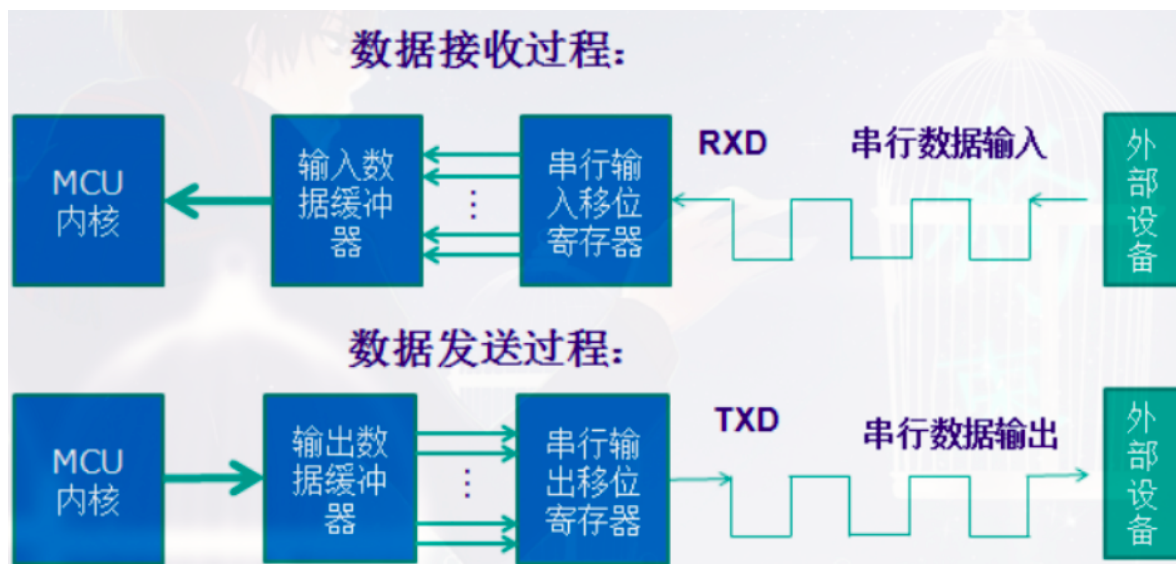 数据接收过程:
MCU
内核
输入数
据缓冲
器
串行输
入移位
寄存器
RXD
串行数据输入
外
部
设
备
数据发送过程:
MCU
内核
输出数
据缓冲
器
串行输
出移位
寄存器
TXD
串行数据输出
外
部
设
备